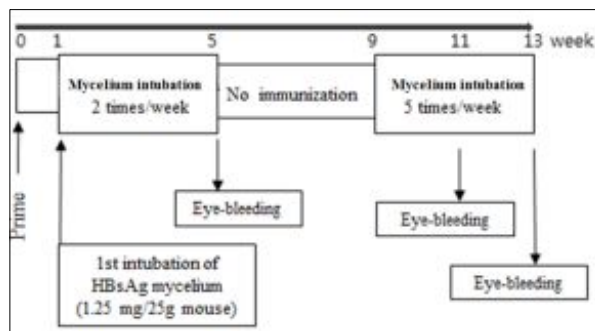 0 1 5 9 11 13 week
Mycelium intubation
2 times/week
No immunization
Mycelium intubation
5 times/week
Prime
Eye-bleeding
Eye-bleeding
Eye-bleeding
1st intubation of
HBsAg mycelium
(1.25 mg/25g mouse)